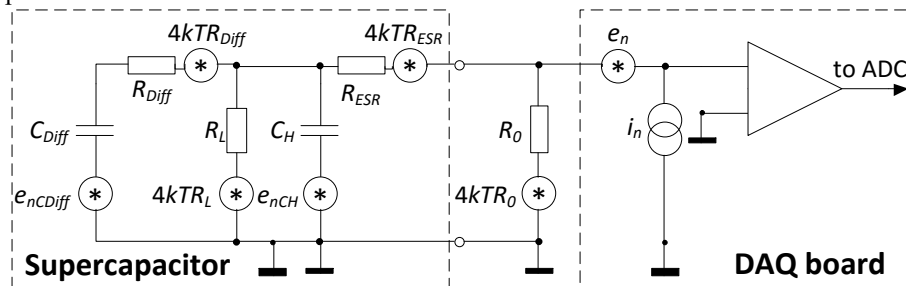 4kTR_Diff
4kTR_ESR
e_n
R_Diff
R_ESR
to ADC
C_Diff
R_L
C_H
R_0
i_n
e_nCDiff
4kTR_L
e_nCH
4kTR_0
Supercapacitor
DAQ board